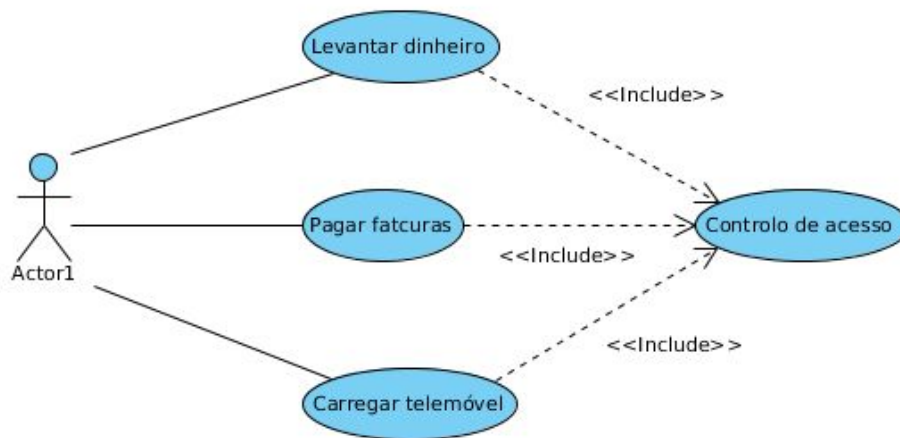 Levantar dinheiro
<<Include>>
Pagar fatcuras
Controlo de acesso
<<Include>>
Actor1
<<Include>>
Carregar telemóvel